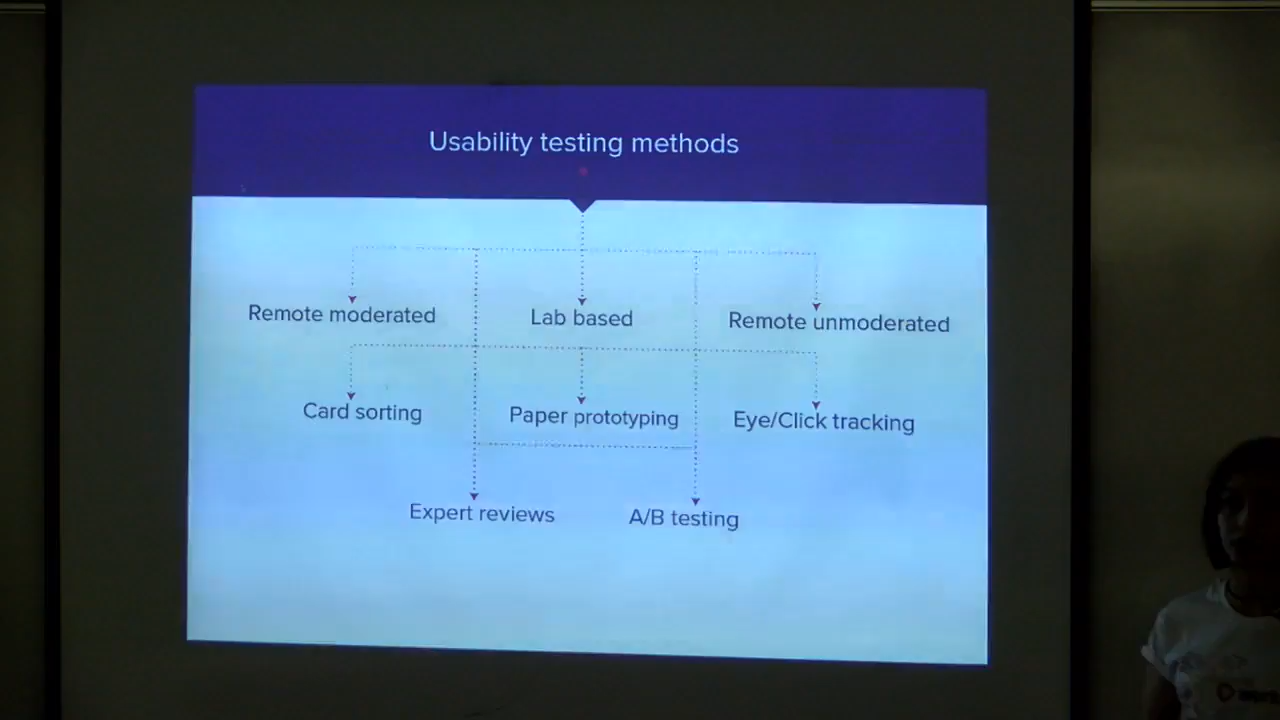 Usability testing methods
Remote moderated
Lab based
Remote unmoderated
Card sorting
Paper prototyping
Eye/Click tracking
Expert reviews
A/B testing